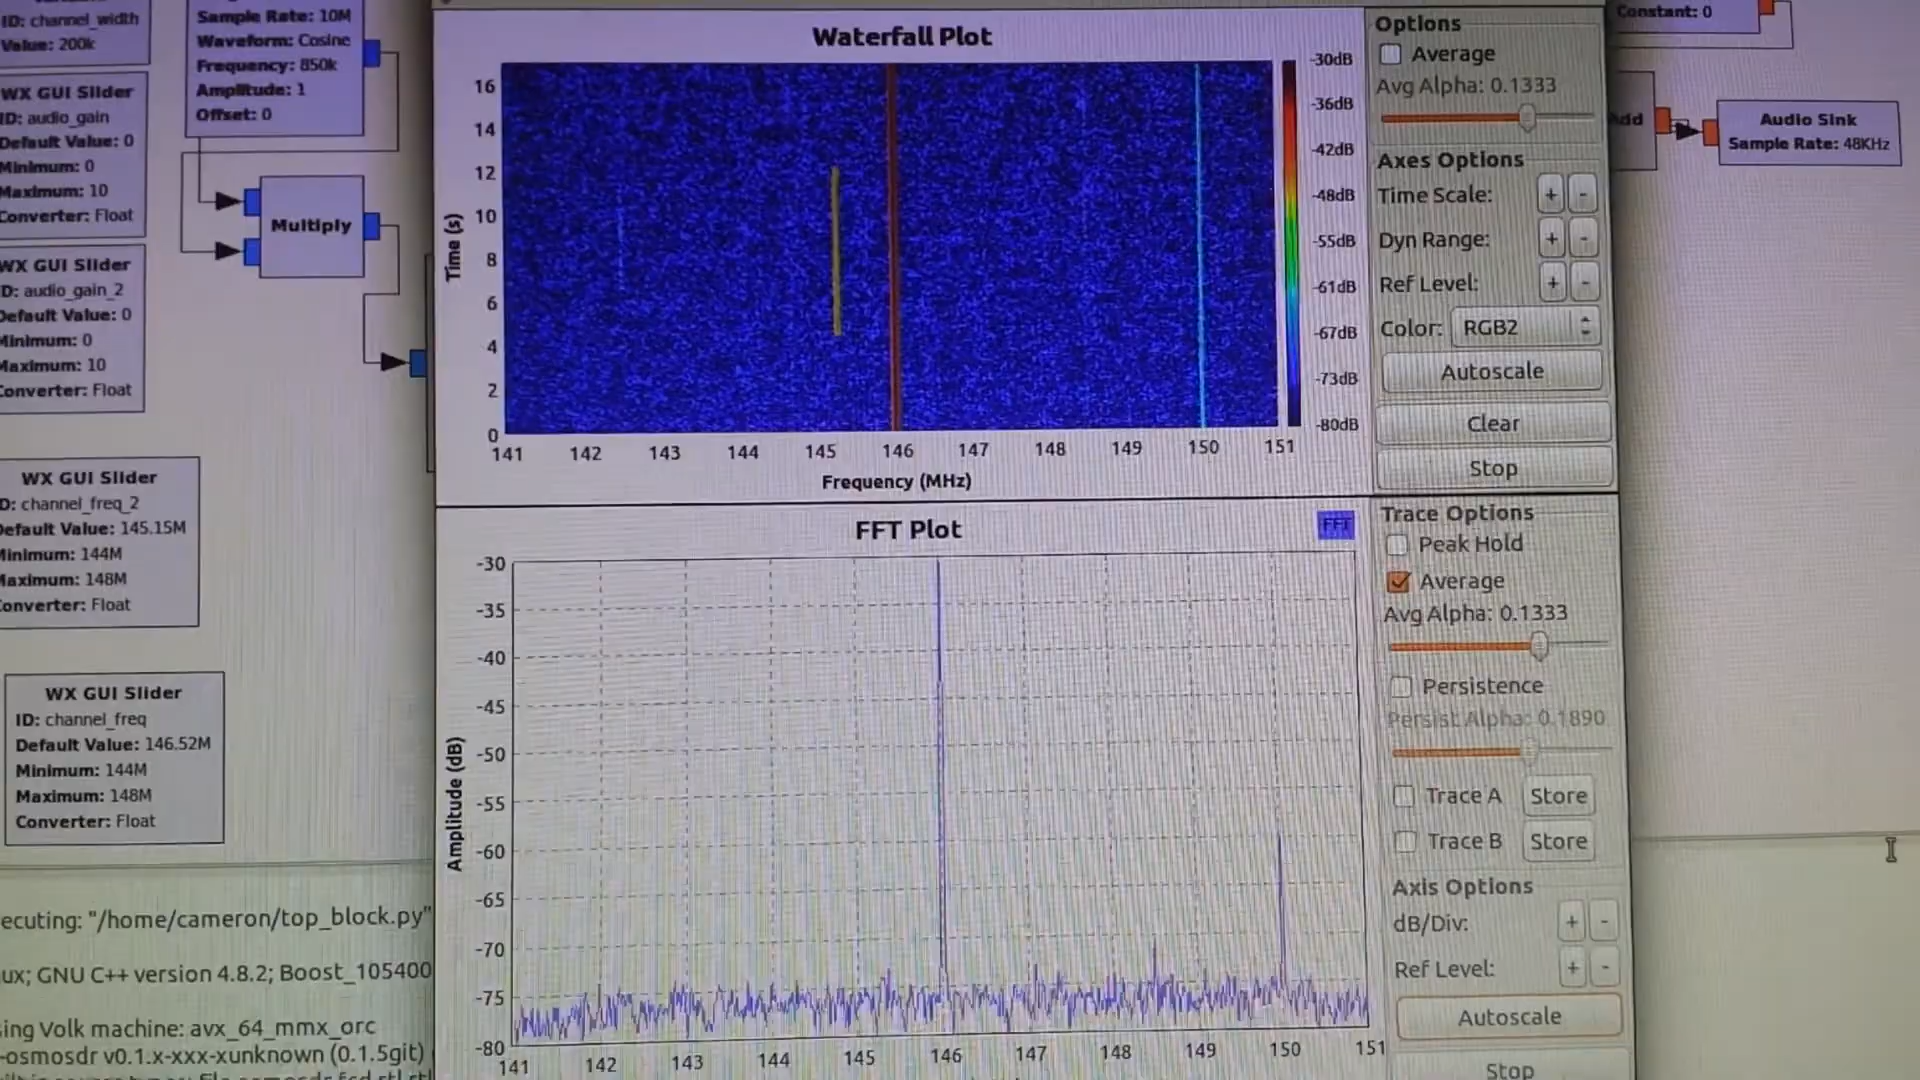 ID: channel_width
Value: 200k
WX GUI Slider
ID: audio_gain
Default Value: 0
Minimum: 0
Maximum: 10
Converter: Float
WX GUI Slider
D: audio_gain_2
Default Value: 0
Minimum: 0
Maximum: 10
Converter: Float
WX GUI Slider
D: channel_freq_2
Default Value: 145.15M
Minimum: 144M
Maximum: 148M
Converter: Float
WX GUI Slider
ID: channel_freq
Default Value: 146.52M
Minimum: 144M
Maximum: 148M
Converter: Float
Sample Rate: 10M
Waveform: Cosine
Frequency: 850k
Amplitude: 1
Offset: 0
Multiply
ecuting: "/home/cameron/top_block.py"
ux; GNU C++ version 4.8.2; Boost_105400
sing Volk machine: avx_64_mmx_orc
-osmosdr v0.1.x-xxx-xunknown (0.1.5git)
Waterfall Plot
Time (s)
16
14
12
10
8
6
4
2
0
141 142 143 144 145 146 147 148 149 150 151
Frequency (MHz)
-30dB
-36dB
-42dB
-48dB
-55dB
-61dB
-67dB
-73dB
-80dB
Options
Average
Avg Alpha: 0.1333
Axes Options
Time Scale: + -
Dyn Range: + -
Ref Level: + -
Color: RGB2
Autoscale
Clear
Stop
FFT Plot
FFT
Amplitude (dB)
-30
-35
-40
-45
-50
-55
-60
-65
-70
-75
-80
141 142 143 144 145 146 147 148 149 150 151
Trace Options
Peak Hold
Average
Avg Alpha: 0.1333
Persistence
Persist Alpha: 0.1890
Trace A Store
Trace B Store
Axis Options
dB/Div: + -
Ref Level: + -
Autoscale
Stop
Constant: 0
Add
Audio Sink
Sample Rate: 48KHz